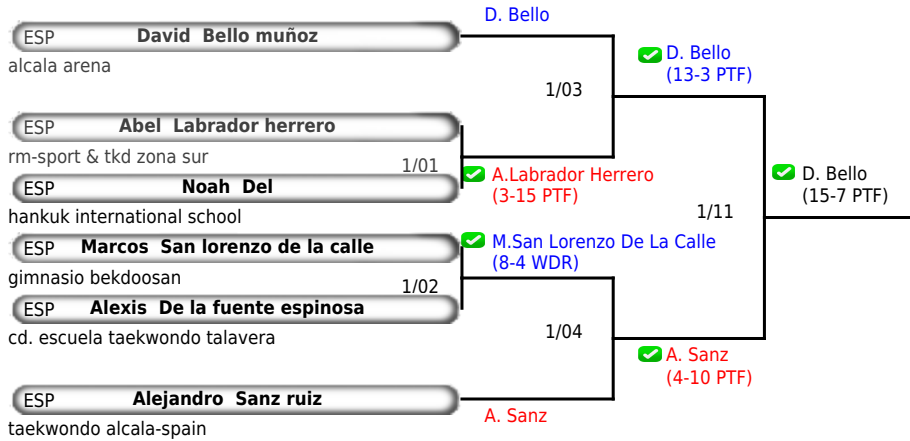 D. Bello
ESP David Bello muñoz
alcala arena
D. Bello
(13-3 PTF)
1/03
ESP Abel Labrador herrero
rm-sport & tkd zona sur
1/01
A.Labrador Herrero
(3-15 PTF)
D. Bello
(15-7 PTF)
ESP Noah Del
hankuk international school
1/11
ESP Marcos San lorenzo de la calle
M.San Lorenzo De La Calle
(8-4 WDR)
gimnasio bekdoosan
1/02
ESP Alexis De la fuente espinosa
cd. escuela taekwondo talavera
1/04
A. Sanz
(4-10 PTF)
ESP Alejandro Sanz ruiz
A. Sanz
taekwondo alcala-spain